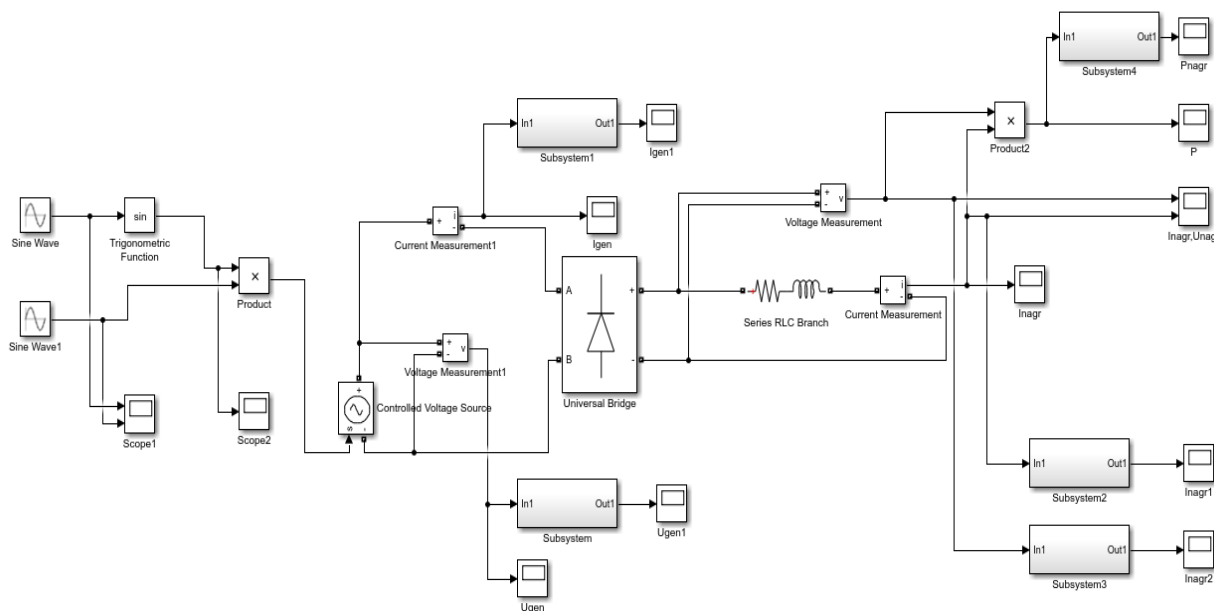 In1
Out1
Subsystem4
Pnagr
×
Product2
P
In1
Out1
Subsystem1
Igen1
+
-
v
Voltage Measurement
Inagr,Unagr
Sine Wave
sin
Trigonometric
Function
+
i
-
Current Measurement1
Igen
×
Product
Sine Wave1
A
B
+
-
Universal Bridge
Series RLC Branch
+
i
-
Current Measurement
Inagr
+
-
v
Voltage Measurement1
+
s
-
Controlled Voltage Source
Scope1
Scope2
In1
Out1
Subsystem
Ugen1
Ugen
In1
Out1
Subsystem2
Inagr1
In1
Out1
Subsystem3
Inagr2